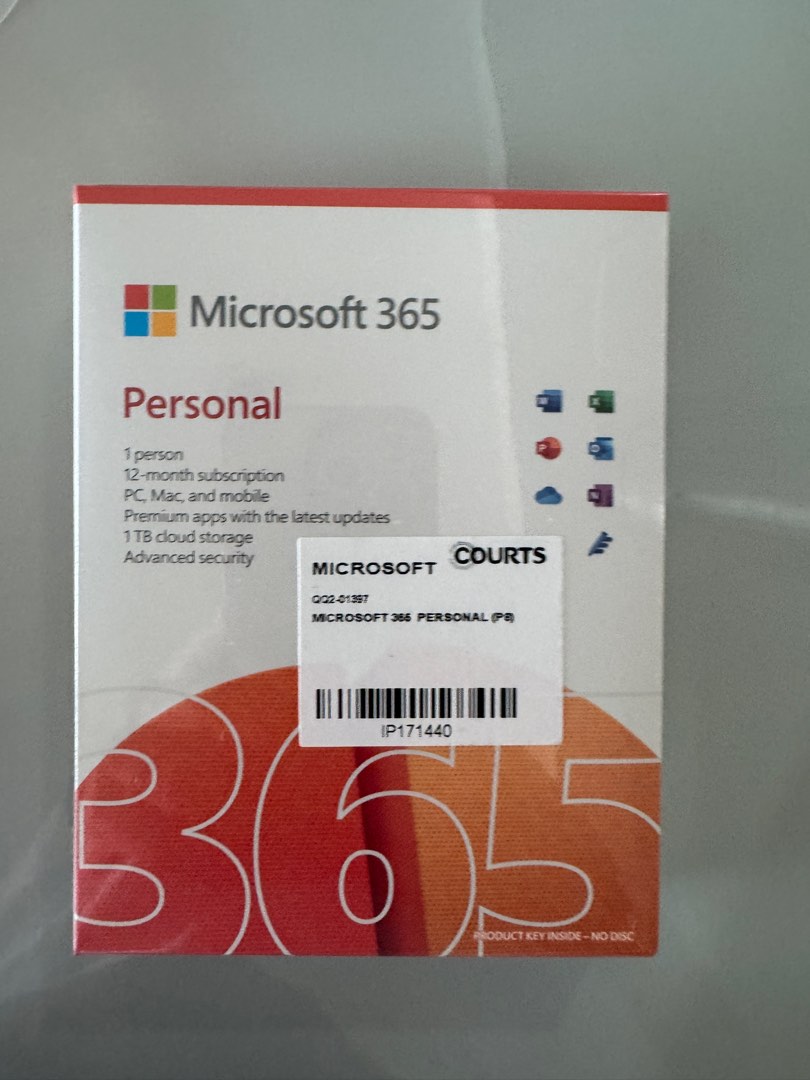 Microsoft 365
Personal
1 person
12-month subscription
PC, Mac, and mobile
Premium apps with the latest updates
1 TB cloud storage
Advanced security
MICROSOFT COURTS
QQ2-01397
MICROSOFT 365 PERSONAL (P8)
IP171440
365
PRODUCT KEY INSIDE – NO DISC